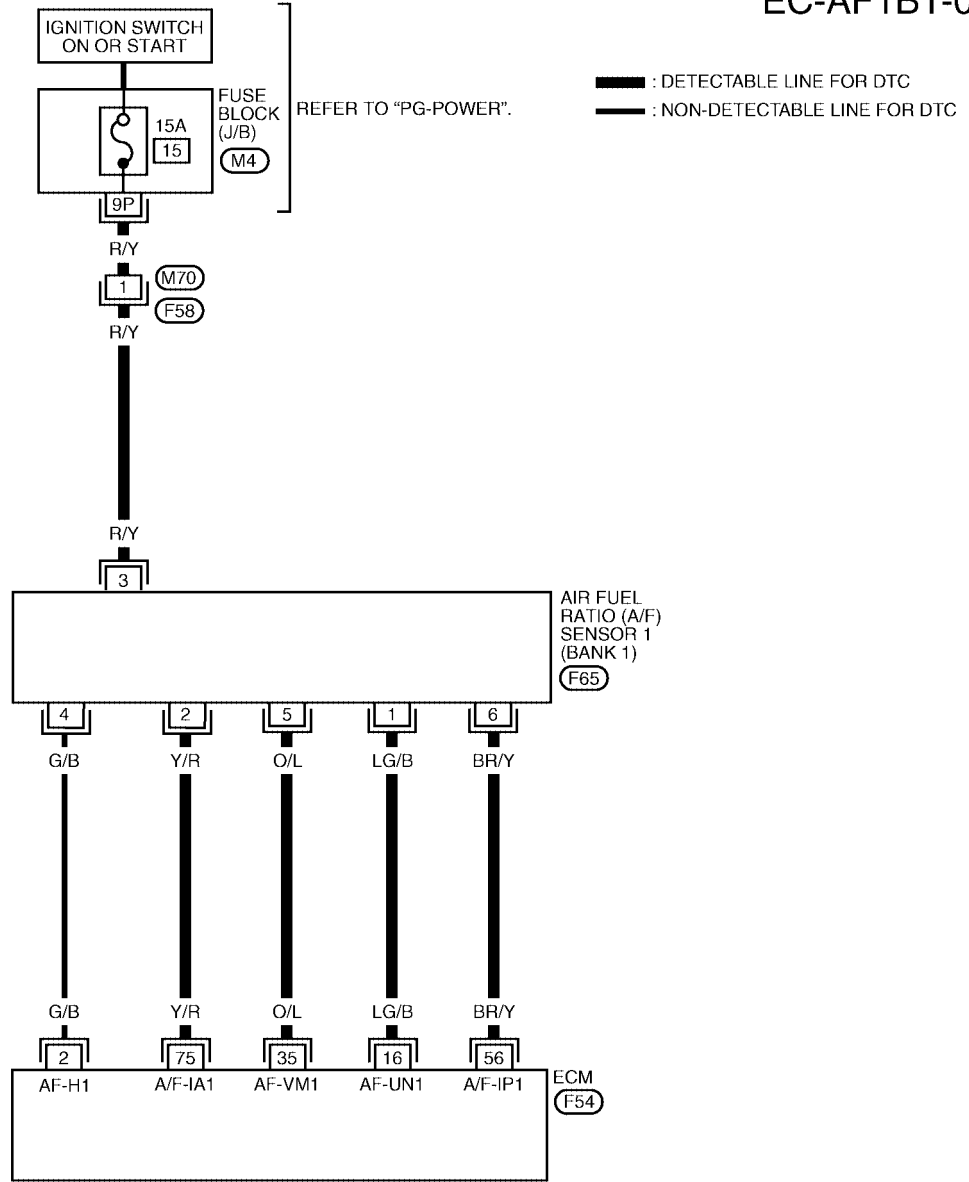 EC-AF1B1-0
IGNITION SWITCH
ON OR START
: DETECTABLE LINE FOR DTC
: NON-DETECTABLE LINE FOR DTC
FUSE
BLOCK
(J/B)
M4
REFER TO “PG-POWER”.
15A
15
9P
R/Y
1
M70
F58
R/Y
R/Y
3
AIR FUEL
RATIO (A/F)
SENSOR 1
(BANK 1)
F65
4 2 5 1 6
G/B Y/R O/L LG/B BR/Y
G/B Y/R O/L LG/B BR/Y
2 75 35 16 56
AF-H1 A/F-IA1 AF-VM1 AF-UN1 A/F-IP1
ECM
F54